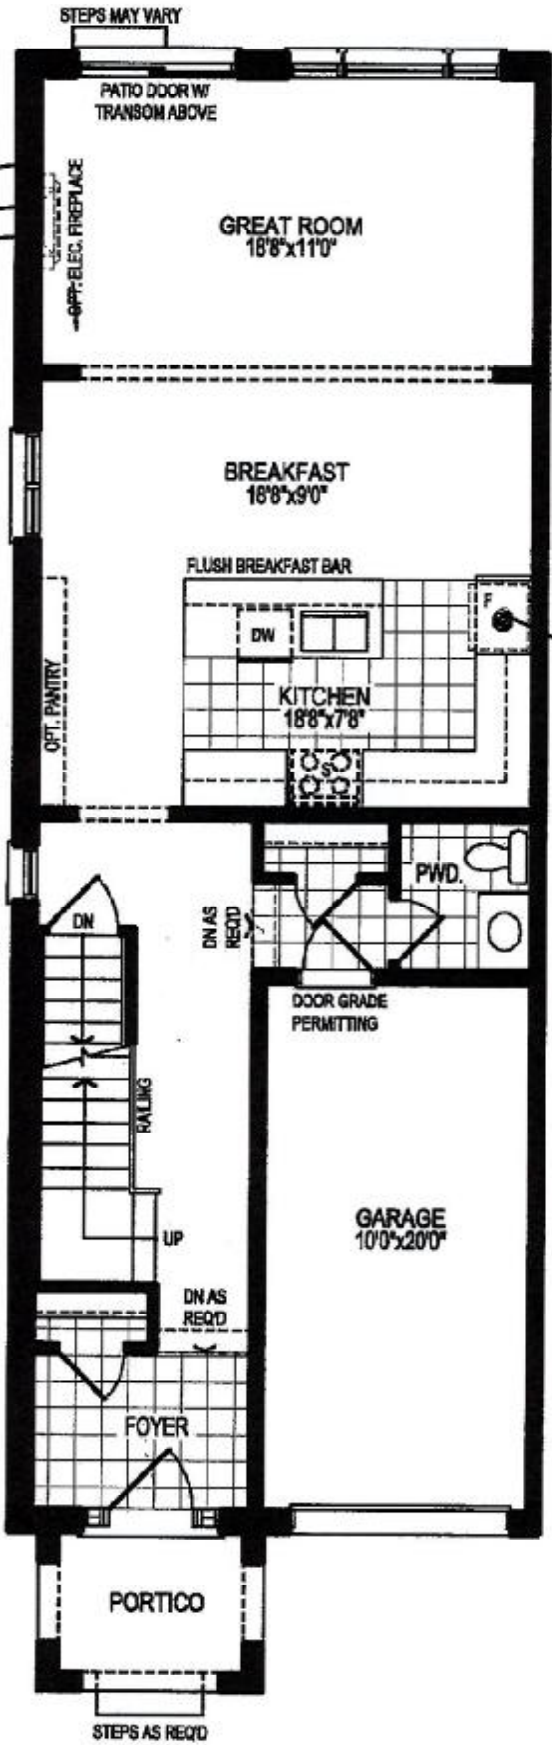 STEPS MAY VARY
PATIO DOOR W/
TRANSOM ABOVE
OPT. ELEC. FIREPLACE
GREAT ROOM
18'8"x11'0"
BREAKFAST
18'8"x9'0"
FLUSH BREAKFAST BAR
F.
DW
OPT. PANTRY
KITCHEN
18'8"x7'8"
S
PWD.
DN
DN AS
REQ'D
DOOR GRADE
PERMITTING
RAILING
GARAGE
10'0"x20'0"
UP
DN AS
REQ'D
FOYER
PORTICO
STEPS AS REQ'D